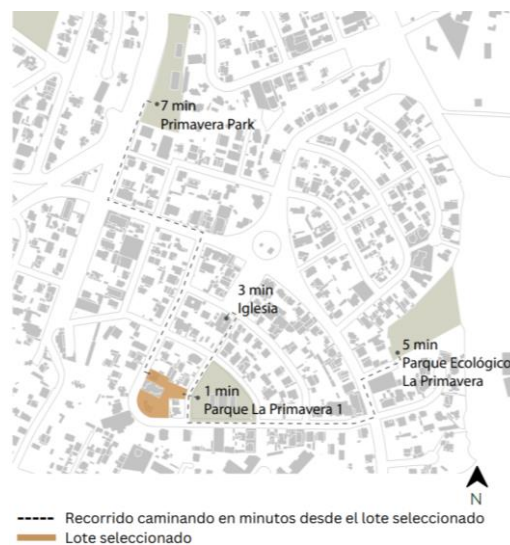 7 min
Primavera Park
3 min
Iglesia
5 min
Parque Ecológico
La Primavera
1 min
Parque La Primavera 1
N
Recorrido caminando en minutos desde el lote seleccionado
Lote seleccionado